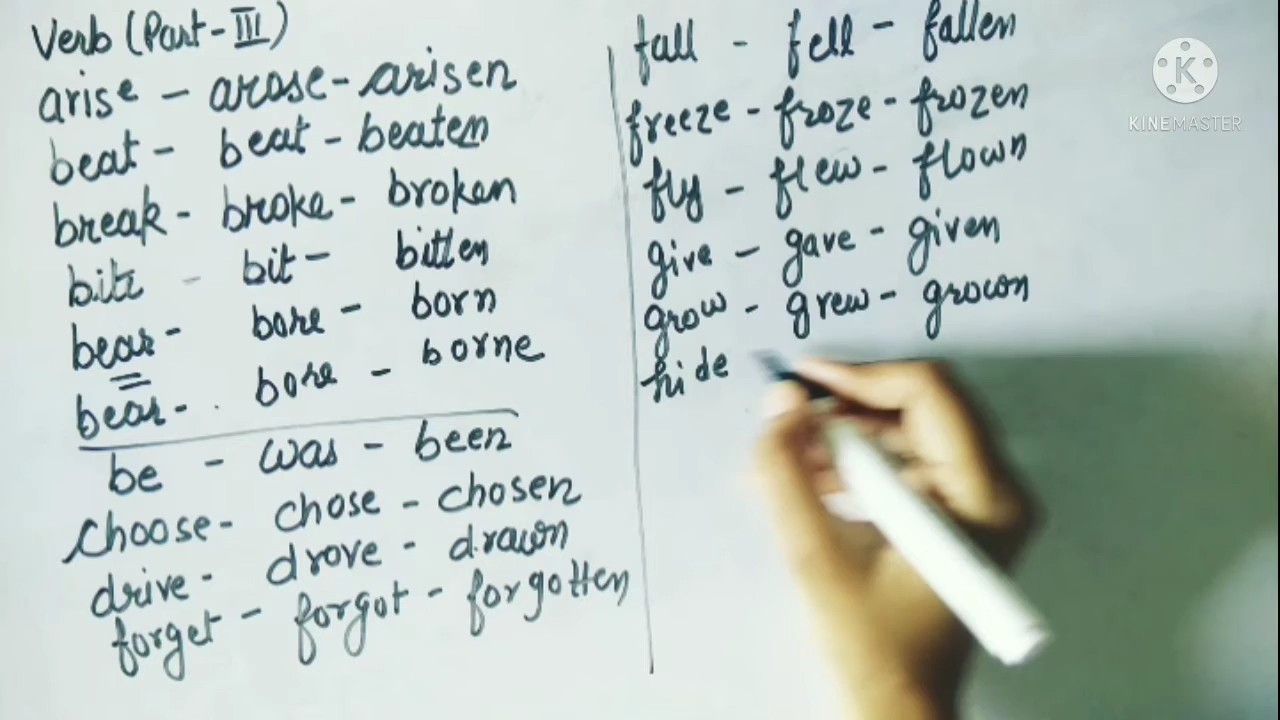 Verb (Part-III)
arise - arose - arisen
beat - beat - beaten
break - broke - broken
bite - bit - bitten
bear - bore - born
bear - bore - borne
be - was - been
choose - chose - chosen
drive - drove - drawn
forget - forgot - forgotten
fall - fell - fallen
freeze - froze - frozen
fly - flew - flown
give - gave - given
grow - grew - grown
hide
K
KINEMASTER